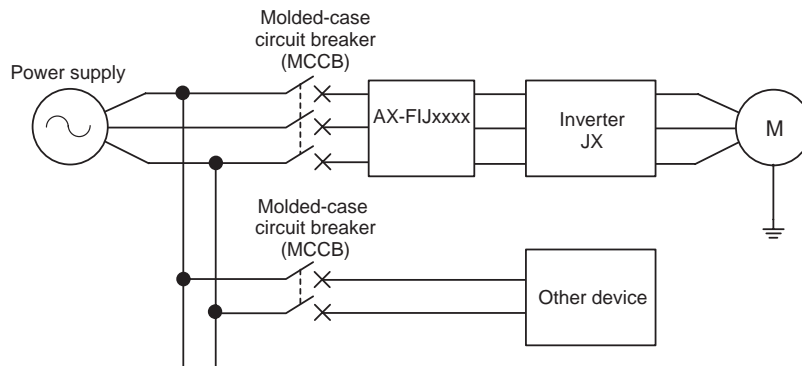 Molded-case
circuit breaker
(MCCB)
Power supply
AX-FIJxxxx
Inverter
JX
M
Molded-case
circuit breaker
(MCCB)
Other device